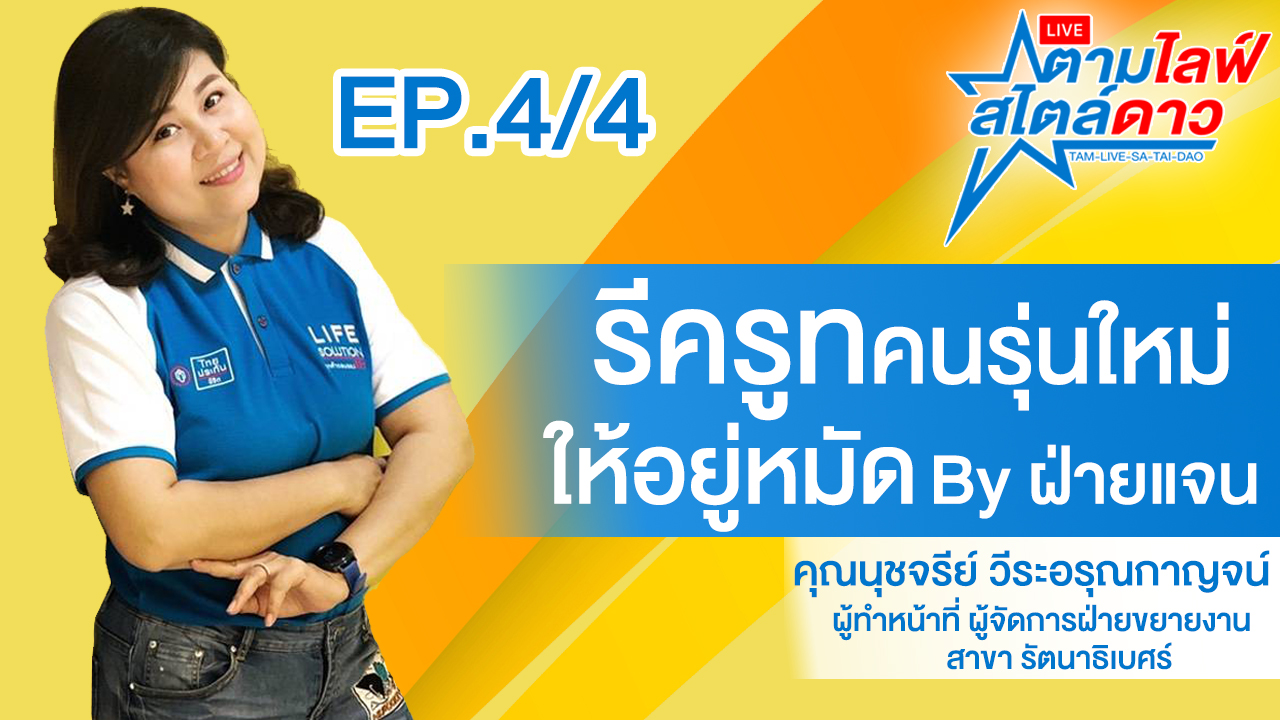 EP.4/4
LIVE
ตามไลฟ์
สไตล์ดาว
TAM-LIVE-SA-TAI-DAO
LIFE
SOLUTION
ไทย
ประกัน
ชีวิต
รีครูทคนรุ่นใหม่
ให้อยู่หมัด By ฝ่ายแจน
คุณนุชจรีย์ วีระอรุณกาญจน์
ผู้ทำหน้าที่ ผู้จัดการฝ่ายขยายงาน
สาขา รัตนาธิเบศร์